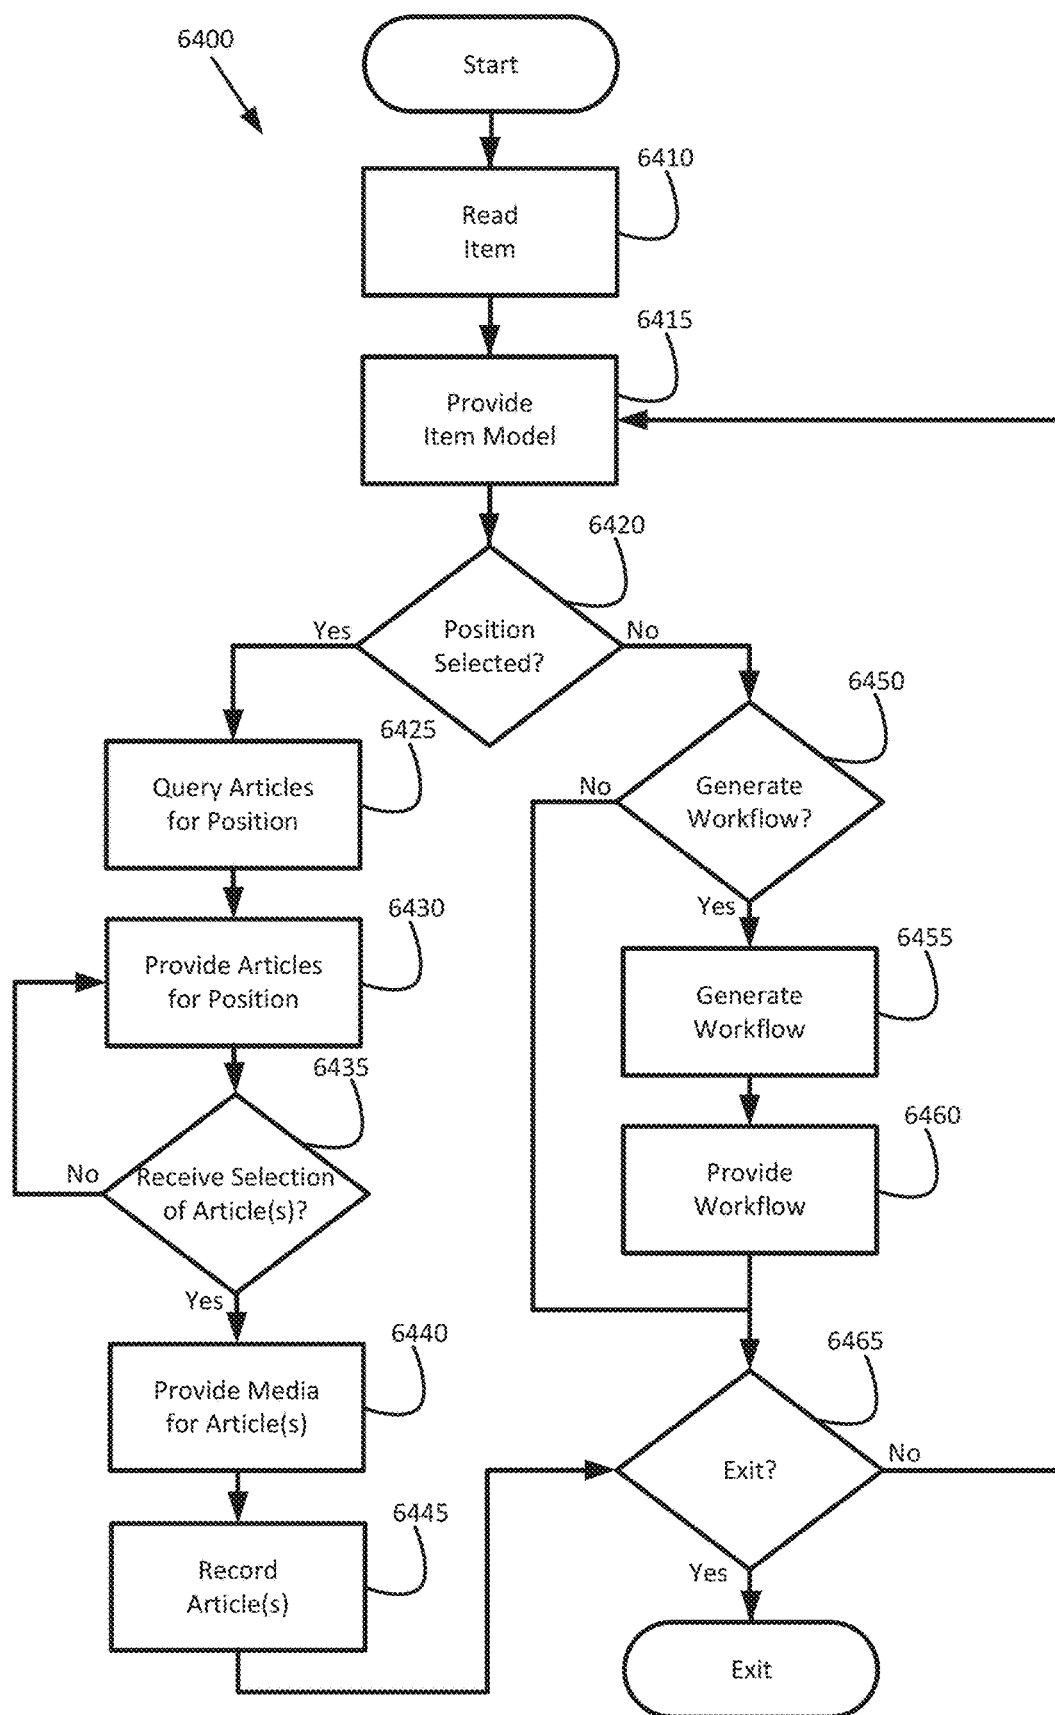 6400
Start
6410
Read
Item
6415
Provide
Item Model
6420
Yes
Position
Selected?
No
6450
6425
Query Articles
for Position
No
Generate
Workflow?
Yes
6430
Provide Articles
for Position
6455
Generate
Workflow
6435
No
Receive Selection
of Article(s)?
Yes
6460
Provide
Workflow
6440
Provide Media
for Article(s)
6465
Exit?
No
6445
Record
Article(s)
Yes
Exit